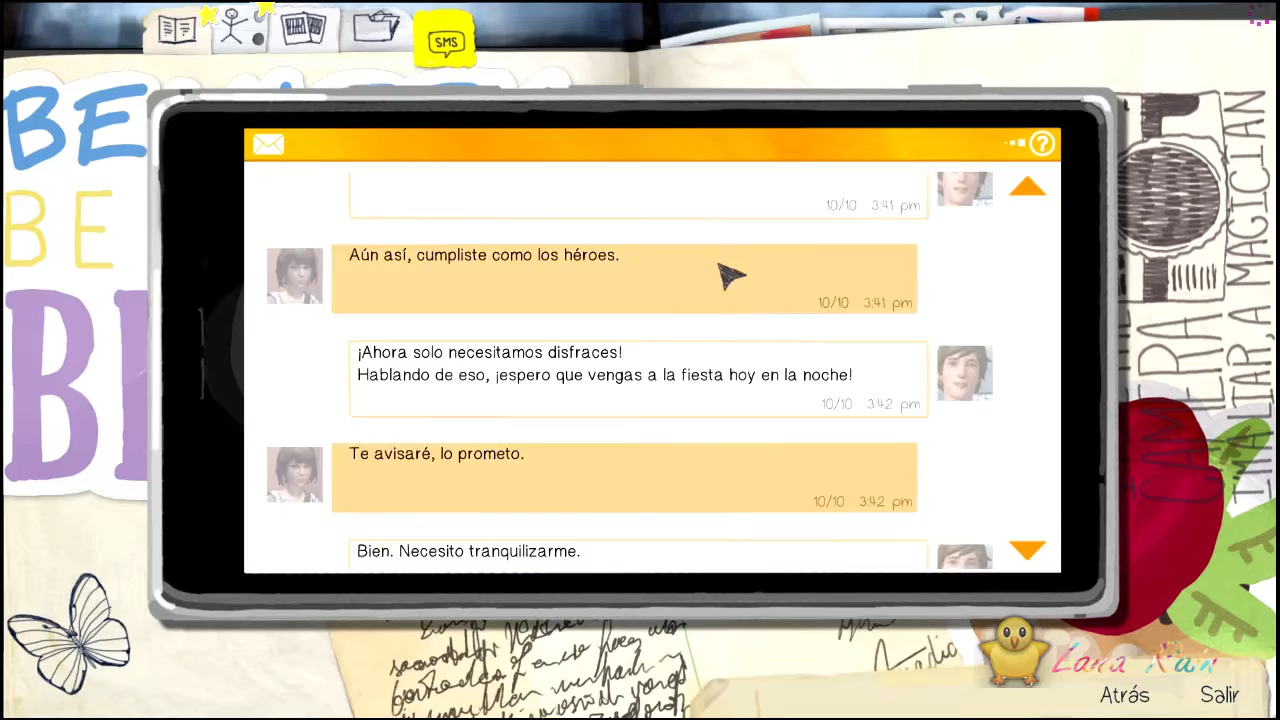 SMS
BE
BE
10/10 3:41 pm
Aún así, cumpliste como los héroes.
10/10 3:41 pm
¡Ahora solo necesitamos disfraces!
Hablando de eso, ¡espero que vengas a la fiesta hoy en la noche!
10/10 3:42 pm
Te avisaré, lo prometo.
10/10 3:42 pm
Bien. Necesito tranquilizarme.
CAMERA
MAGICIAN
Lana Rain
Atrás
Salir